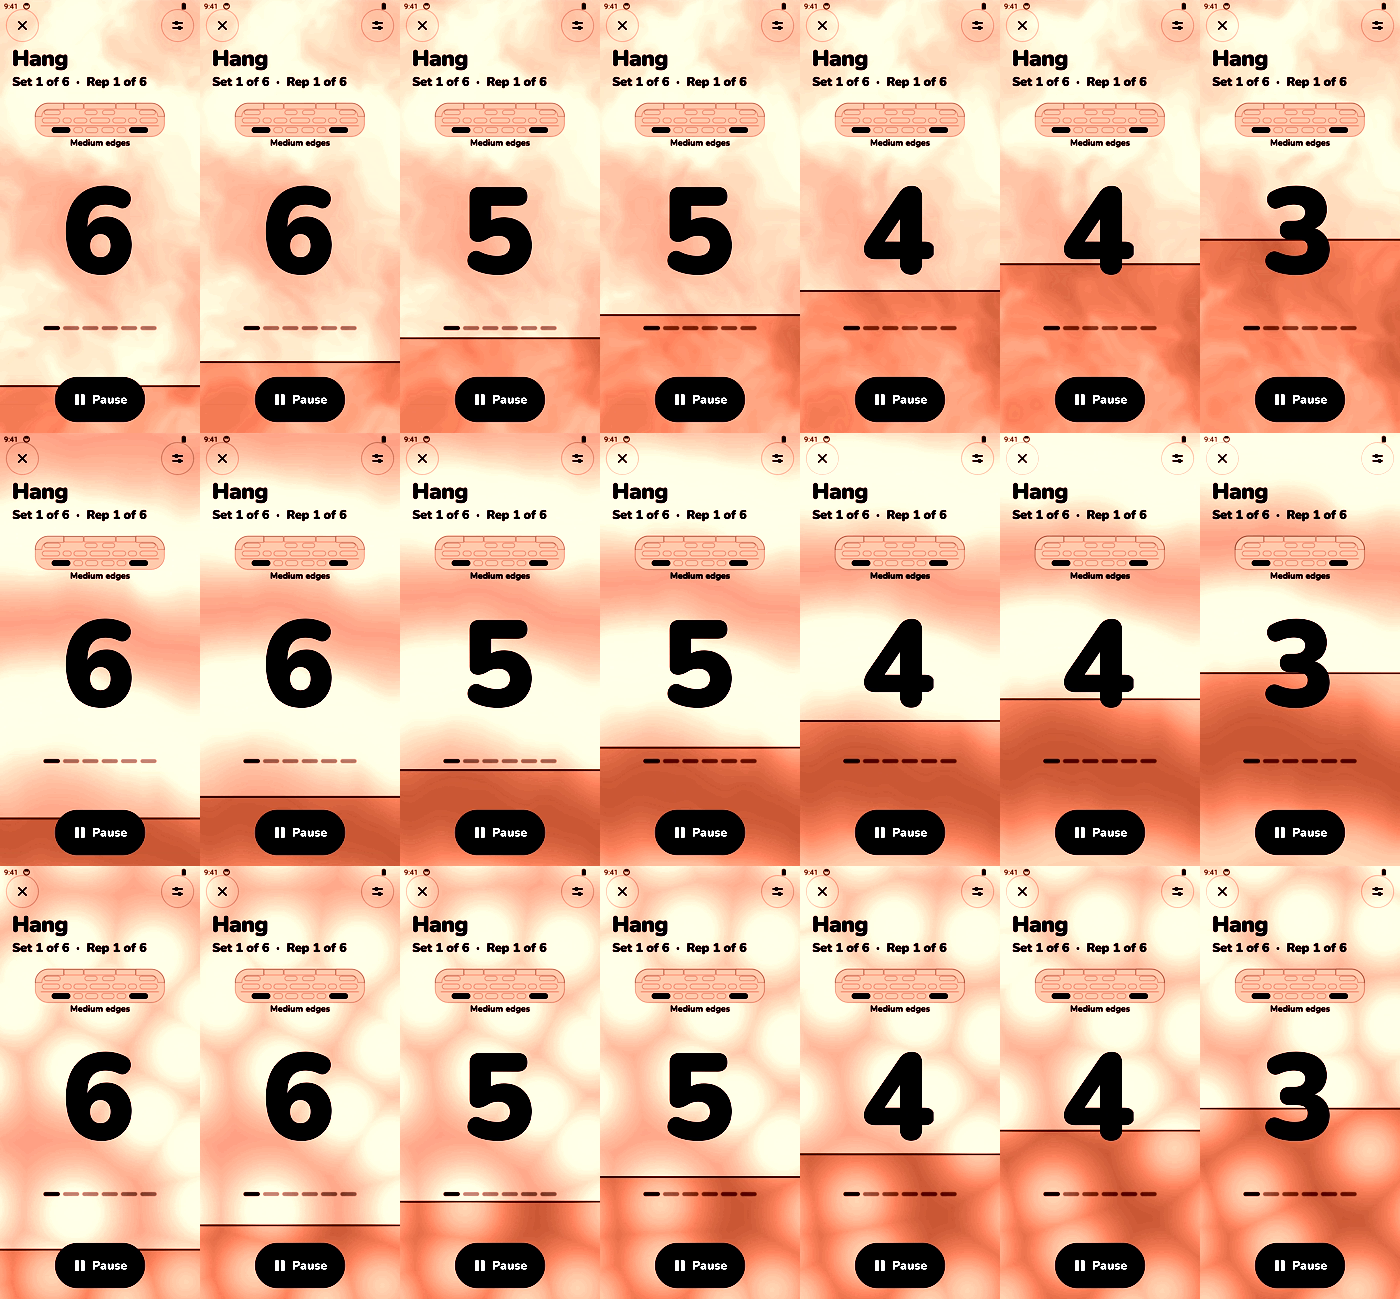 9:41 9:41 9:41 9:41 9:41 9:41 9:41
Hang Hang Hang Hang Hang Hang Hang
Set 1 of 6 · Rep 1 of 6 Set 1 of 6 · Rep 1 of 6 Set 1 of 6 · Rep 1 of 6 Set 1 of 6 · Rep 1 of 6 Set 1 of 6 · Rep 1 of 6 Set 1 of 6 · Rep 1 of 6 Set 1 of 6 · Rep 1 of 6
Medium edges Medium edges Medium edges Medium edges Medium edges Medium edges Medium edges
6 6 5 5 4 4 3
Pause Pause Pause Pause Pause Pause Pause
9:41 9:41 9:41 9:41 9:41 9:41 9:41
Hang Hang Hang Hang Hang Hang Hang
Set 1 of 6 · Rep 1 of 6 Set 1 of 6 · Rep 1 of 6 Set 1 of 6 · Rep 1 of 6 Set 1 of 6 · Rep 1 of 6 Set 1 of 6 · Rep 1 of 6 Set 1 of 6 · Rep 1 of 6 Set 1 of 6 · Rep 1 of 6
Medium edges Medium edges Medium edges Medium edges Medium edges Medium edges Medium edges
6 6 5 5 4 4 3
Pause Pause Pause Pause Pause Pause Pause
9:41 9:41 9:41 9:41 9:41 9:41 9:41
Hang Hang Hang Hang Hang Hang Hang
Set 1 of 6 · Rep 1 of 6 Set 1 of 6 · Rep 1 of 6 Set 1 of 6 · Rep 1 of 6 Set 1 of 6 · Rep 1 of 6 Set 1 of 6 · Rep 1 of 6 Set 1 of 6 · Rep 1 of 6 Set 1 of 6 · Rep 1 of 6
Medium edges Medium edges Medium edges Medium edges Medium edges Medium edges Medium edges
6 6 5 5 4 4 3
Pause Pause Pause Pause Pause Pause Pause